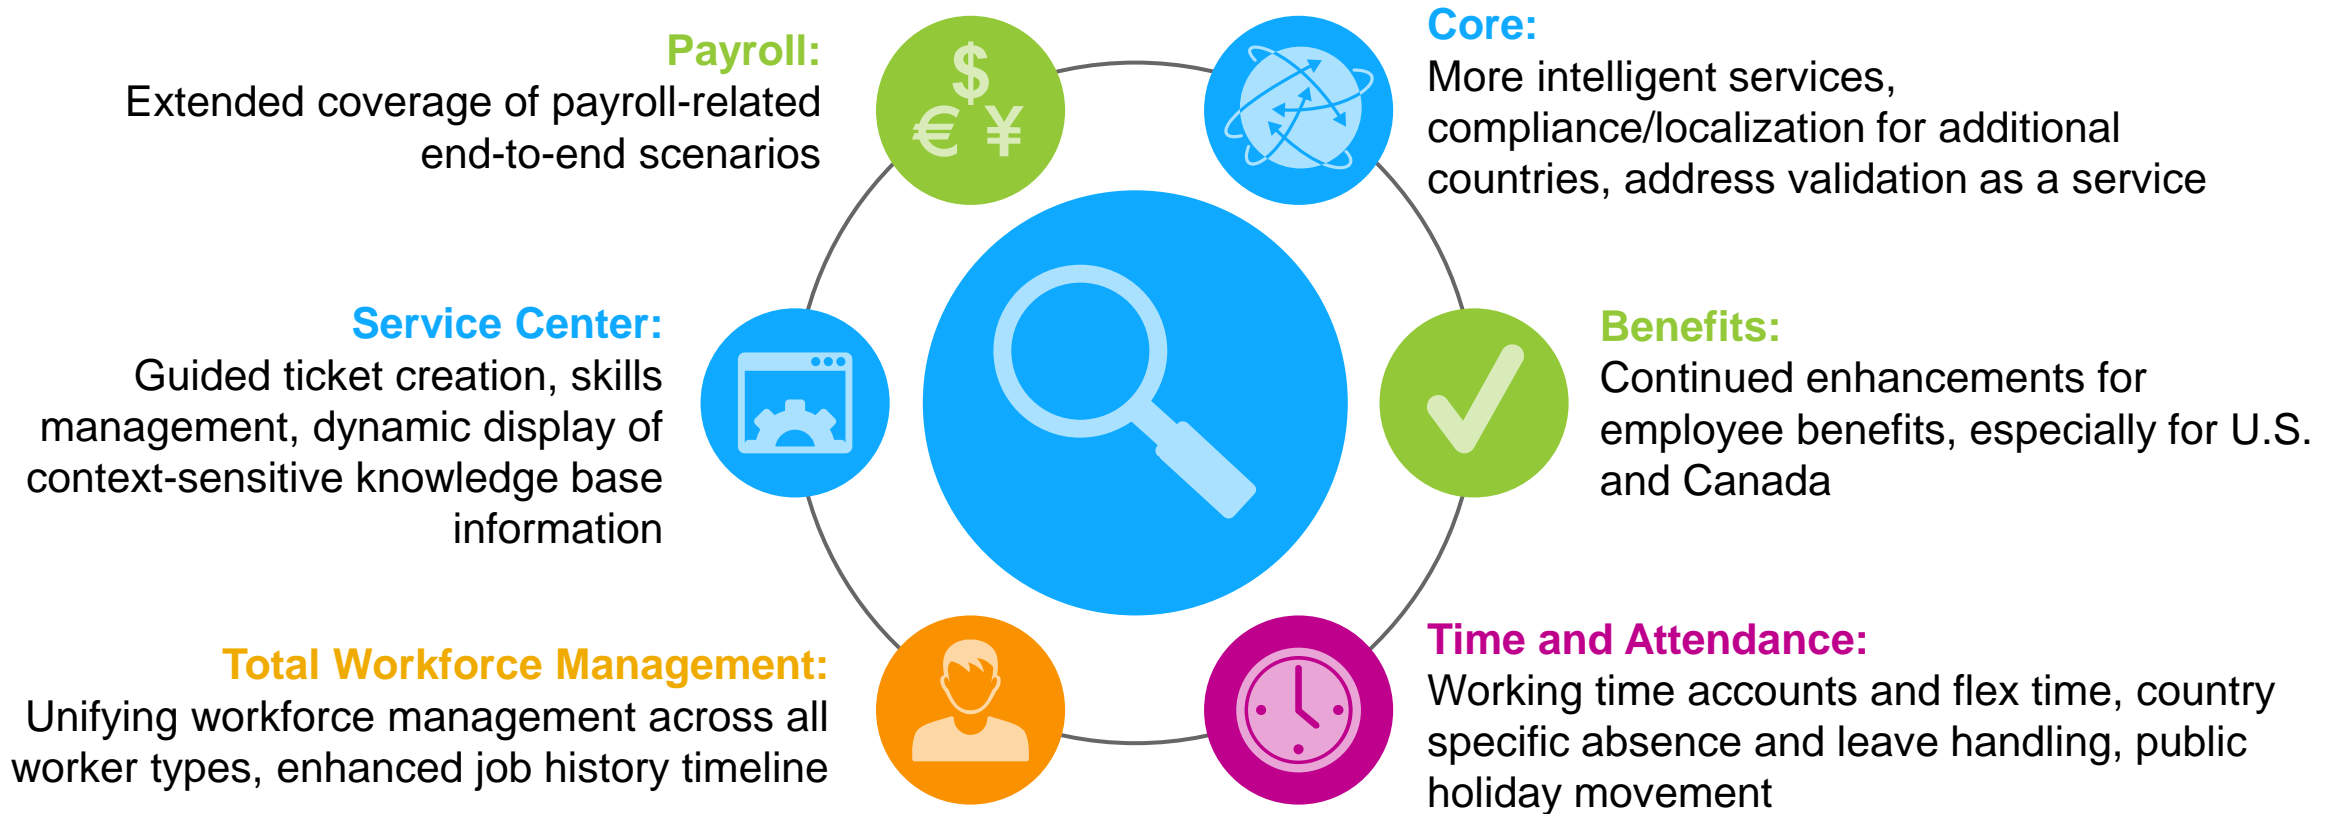 Payroll:
Extended coverage of payroll-related
end-to-end scenarios
$
€ ¥
Core:
More intelligent services,
compliance/localization for additional
countries, address validation as a service
Service Center:
Guided ticket creation, skills
management, dynamic display of
context-sensitive knowledge base
information
Benefits:
Continued enhancements for
employee benefits, especially for U.S.
and Canada
Total Workforce Management:
Unifying workforce management across all
worker types, enhanced job history timeline
Time and Attendance:
Working time accounts and flex time, country
specific absence and leave handling, public
holiday movement